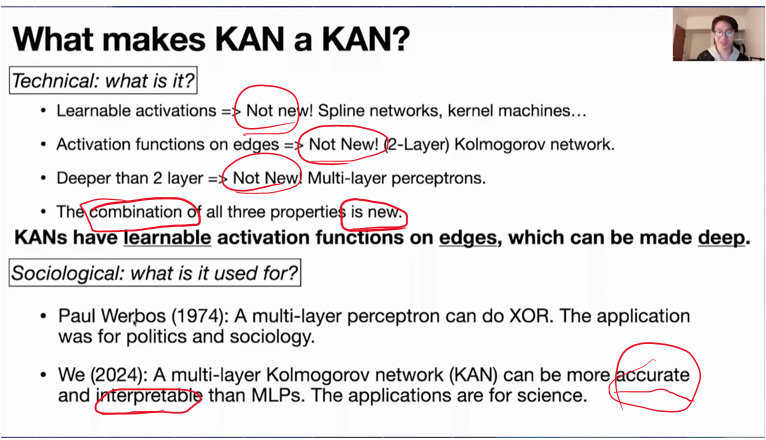 What makes KAN a KAN?
Technical: what is it?
• Learnable activations => Not new! Spline networks, kernel machines…
• Activation functions on edges => Not New! (2-Layer) Kolmogorov network.
• Deeper than 2 layer => Not New! Multi-layer perceptrons.
• The combination of all three properties is new.
KANs have learnable activation functions on edges, which can be made deep.
Sociological: what is it used for?
• Paul Werbos (1974): A multi-layer perceptron can do XOR. The application
was for politics and sociology.
• We (2024): A multi-layer Kolmogorov network (KAN) can be more accurate
and interpretable than MLPs. The applications are for science.